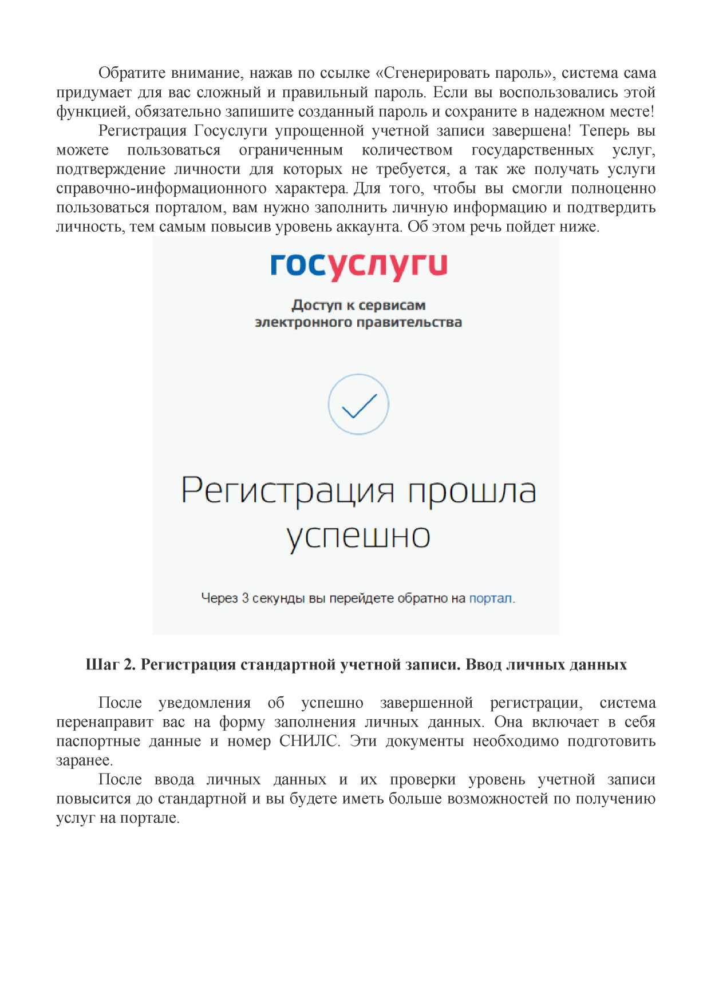 Обратите внимание, нажав по ссылке «Сгенерировать пароль», система сама
придумает для вас сложный и правильный пароль. Если вы воспользовались этой
функцией, обязательно запишите созданный пароль и сохраните в надежном месте!
Регистрация Госуслуги упрощенной учетной записи завершена! Теперь вы
можете пользоваться ограниченным количеством государственных услуг,
подтверждение личности для которых не требуется, а так же получать услуги
справочно-информационного характера. Для того, чтобы вы смогли полноценно
пользоваться порталом, вам нужно заполнить личную информацию и подтвердить
личность, тем самым повысив уровень аккаунта. Об этом речь пойдет ниже.
госуслуги
Доступ к сервисам
электронного правительства
Регистрация прошла
успешно
Через 3 секунды вы перейдете обратно на портал.
Шаг 2. Регистрация стандартной учетной записи. Ввод личных данных
После уведомления об успешно завершенной регистрации, система
перенаправит вас на форму заполнения личных данных. Она включает в себя
паспортные данные и номер СНИЛС. Эти документы необходимо подготовить
заранее.
После ввода личных данных и их проверки уровень учетной записи
повысится до стандартной и вы будете иметь больше возможностей по получению
услуг на портале.